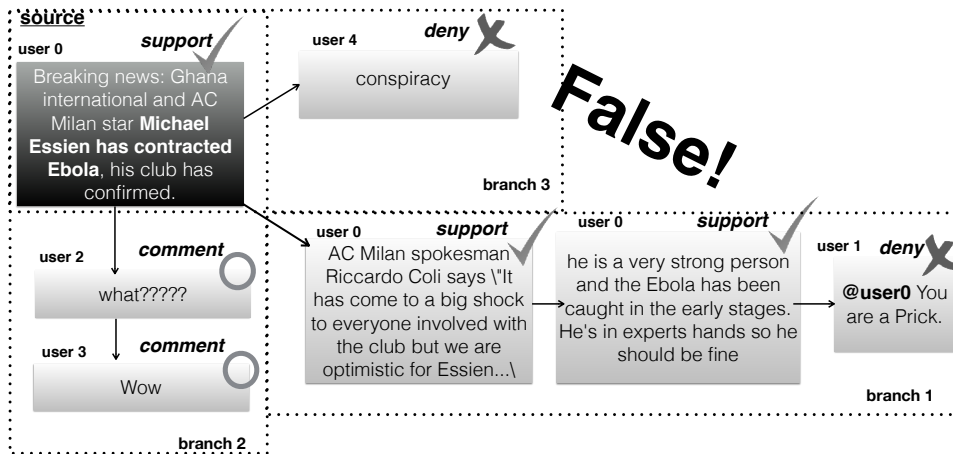 source
user 0
support
Breaking news: Ghana
international and AC
Milan star Michael
Essien has contracted
Ebola, his club has
confirmed.
user 4
deny
conspiracy
branch 3
False!
user 2
comment
what?????
user 3
comment
Wow
branch 2
user 0
support
AC Milan spokesman
Riccardo Coli says \"It
has come to a big shock
to everyone involved with
the club but we are
optimistic for Essien...\
user 0
support
he is a very strong person
and the Ebola has been
caught in the early stages.
He's in experts hands so he
should be fine
user 1
deny
@user0 You
are a Prick.
branch 1